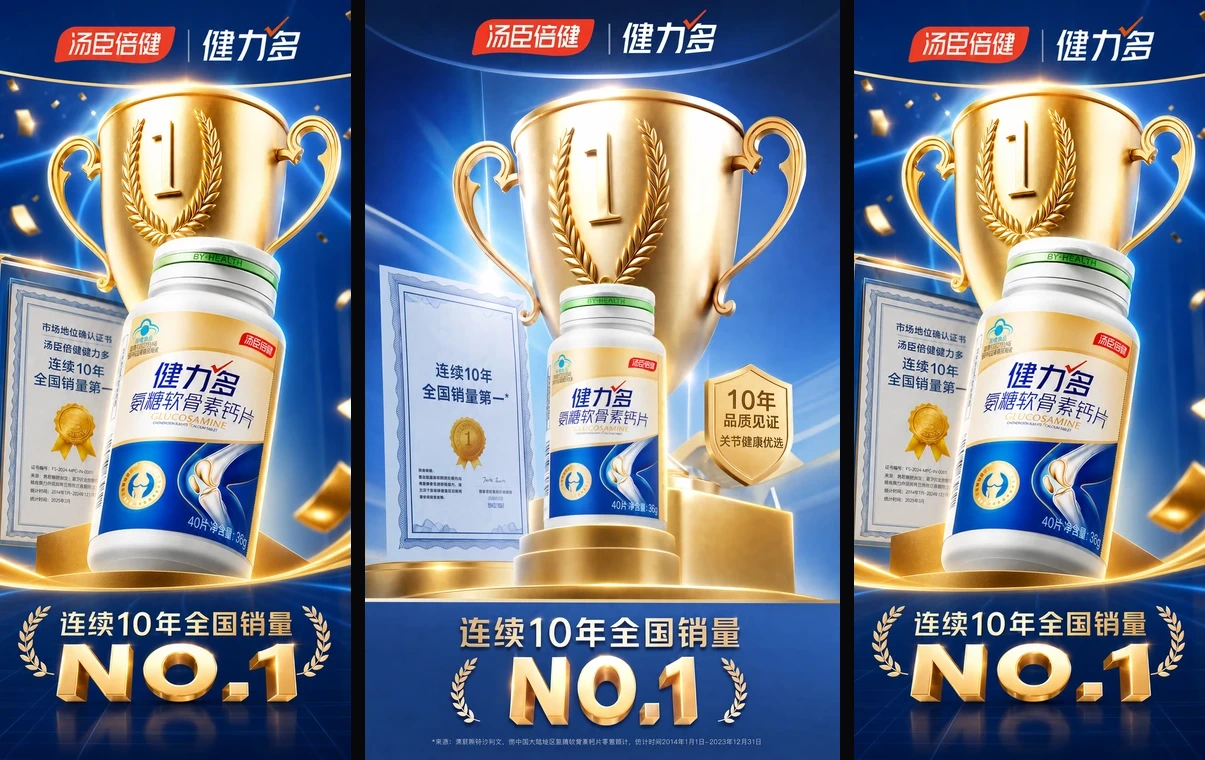 汤臣倍健 健力多
1
BY-HEALTH
市场地位确认证书
汤臣倍健健力多
连续10年
全国销量第一
汤臣倍健
健力多
氨糖软骨素钙片
GLUCOSAMINE
40片 净含量: 36g
连续10年全国销量
NO.1
汤臣倍健 健力多
1
BY-HEALTH
连续10年
全国销量第一*
1
汤臣倍健
健力多
氨糖软骨素钙片
GLUCOSAMINE
40片 净含量: 36g
10年
品质见证
关节健康优选
连续10年全国销量
NO.1
汤臣倍健 健力多
1
BY-HEALTH
市场地位确认证书
汤臣倍健健力多
连续10年
全国销量第一
汤臣倍健
健力多
氨糖软骨素钙片
GLUCOSAMINE
40片 净含量: 36g
连续10年全国销量
NO.1